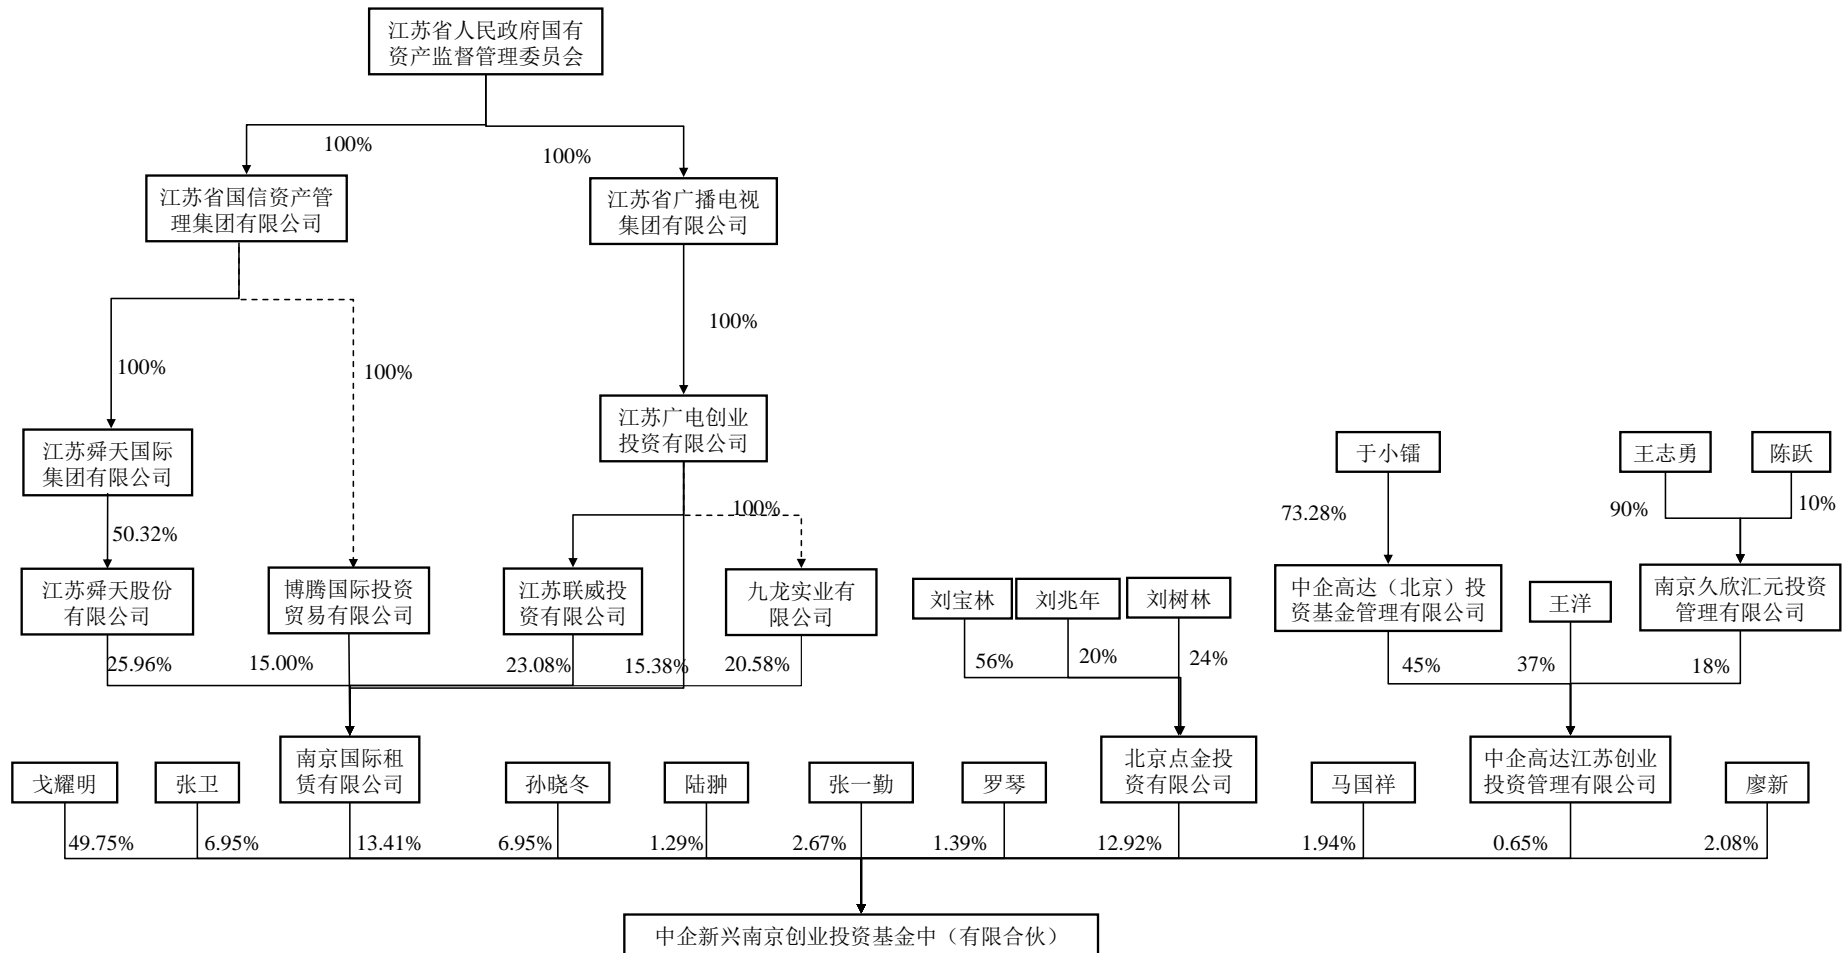 江苏省人民政府国有
资产监督管理委员会
100%
100%
江苏省国信资产管
理集团有限公司
江苏省广播电视
集团有限公司
100%
100%
100%
江苏广电创业
投资有限公司
江苏舜天国际
集团有限公司
于小镭
王志勇
陈跃
50.32%
100%
73.28%
90%
10%
江苏舜天股份
有限公司
博腾国际投资
贸易有限公司
江苏联威投
资有限公司
九龙实业有
限公司
刘宝林
刘兆年
刘树林
中企高达（北京）投
资基金管理有限公司
王洋
南京久欣汇元投资
管理有限公司
25.96%
15.00%
23.08%
15.38%
20.58%
56%
20%
24%
45%
37%
18%
戈耀明
张卫
南京国际租
赁有限公司
孙晓冬
陆翀
张一勤
罗琴
北京点金投
资有限公司
马国祥
中企高达江苏创业
投资管理有限公司
廖新
49.75%
6.95%
13.41%
6.95%
1.29%
2.67%
1.39%
12.92%
1.94%
0.65%
2.08%
中企新兴南京创业投资基金中（有限合伙）